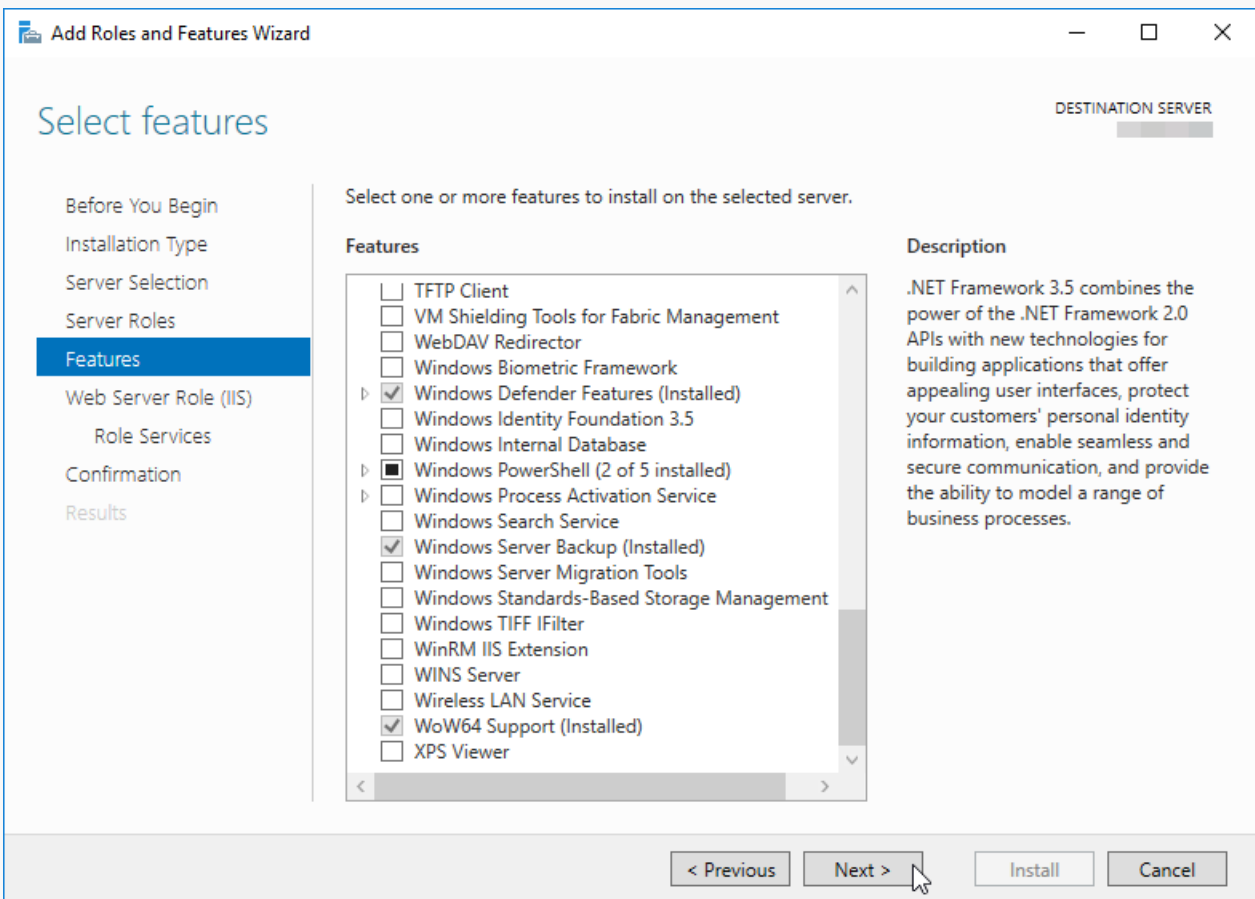 Add Roles and Features Wizard
Select features
DESTINATION SERVER
Before You Begin
Installation Type
Server Selection
Server Roles
Features
Web Server Role (IIS)
Role Services
Confirmation
Results
Select one or more features to install on the selected server.
Features
TFTP Client
VM Shielding Tools for Fabric Management
WebDAV Redirector
Windows Biometric Framework
Windows Defender Features (Installed)
Windows Identity Foundation 3.5
Windows Internal Database
Windows PowerShell (2 of 5 installed)
Windows Process Activation Service
Windows Search Service
Windows Server Backup (Installed)
Windows Server Migration Tools
Windows Standards-Based Storage Management
Windows TIFF IFilter
WinRM IIS Extension
WINS Server
Wireless LAN Service
WoW64 Support (Installed)
XPS Viewer
Description
.NET Framework 3.5 combines the
power of the .NET Framework 2.0
APIs with new technologies for
building applications that offer
appealing user interfaces, protect
your customers' personal identity
information, enable seamless and
secure communication, and provide
the ability to model a range of
business processes.
< Previous
Next >
Install
Cancel